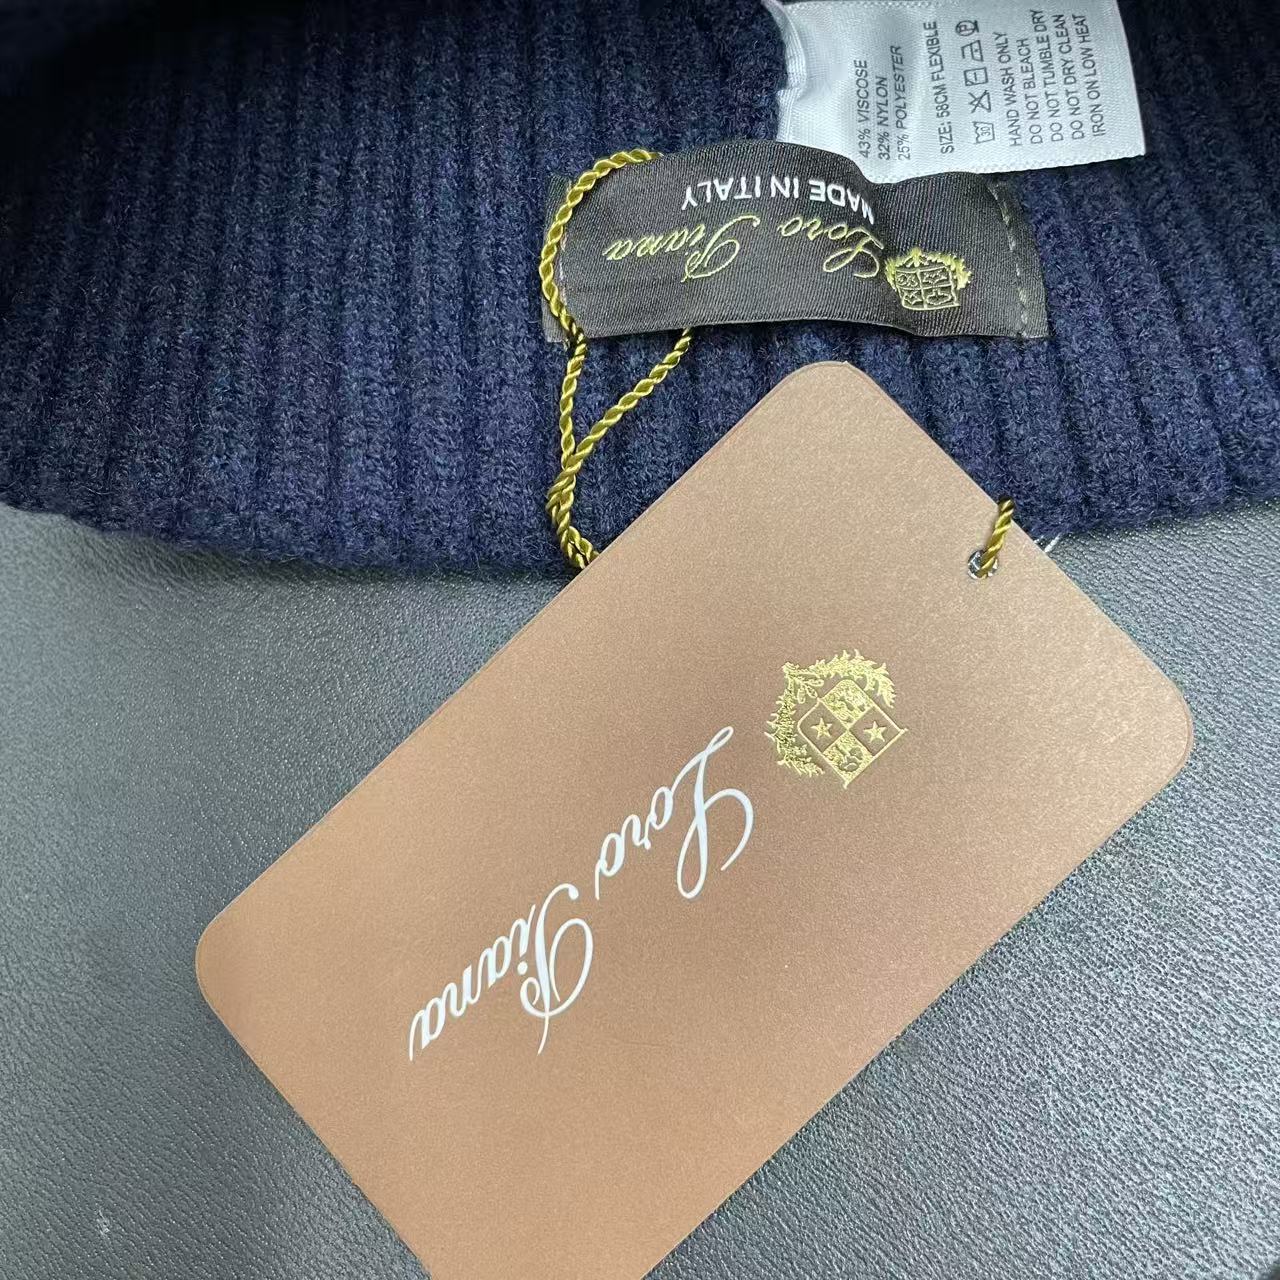 43% VISCOSE
32% NYLON
25% POLYESTER
SIZE: 58CM FLEXIBLE
30
HAND WASH ONLY
DO NOT BLEACH
DO NOT TUMBLE DRY
DO NOT DRY CLEAN
IRON ON LOW HEAT
Loro Piana
MADE IN ITALY
Loro Piana